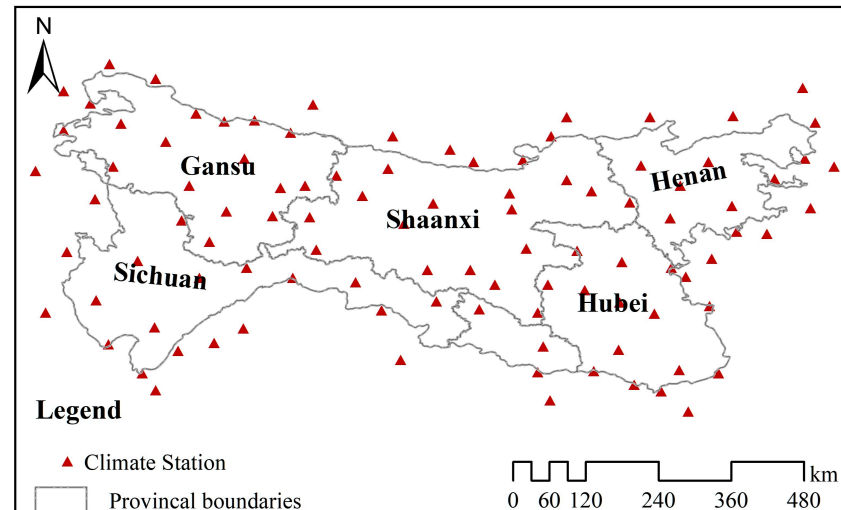 N
Gansu
Henan
Shaanxi
Sichuan
Hubei
Legend
Climate Station
Provincal boundaries
km
0 60 120 240 360 480